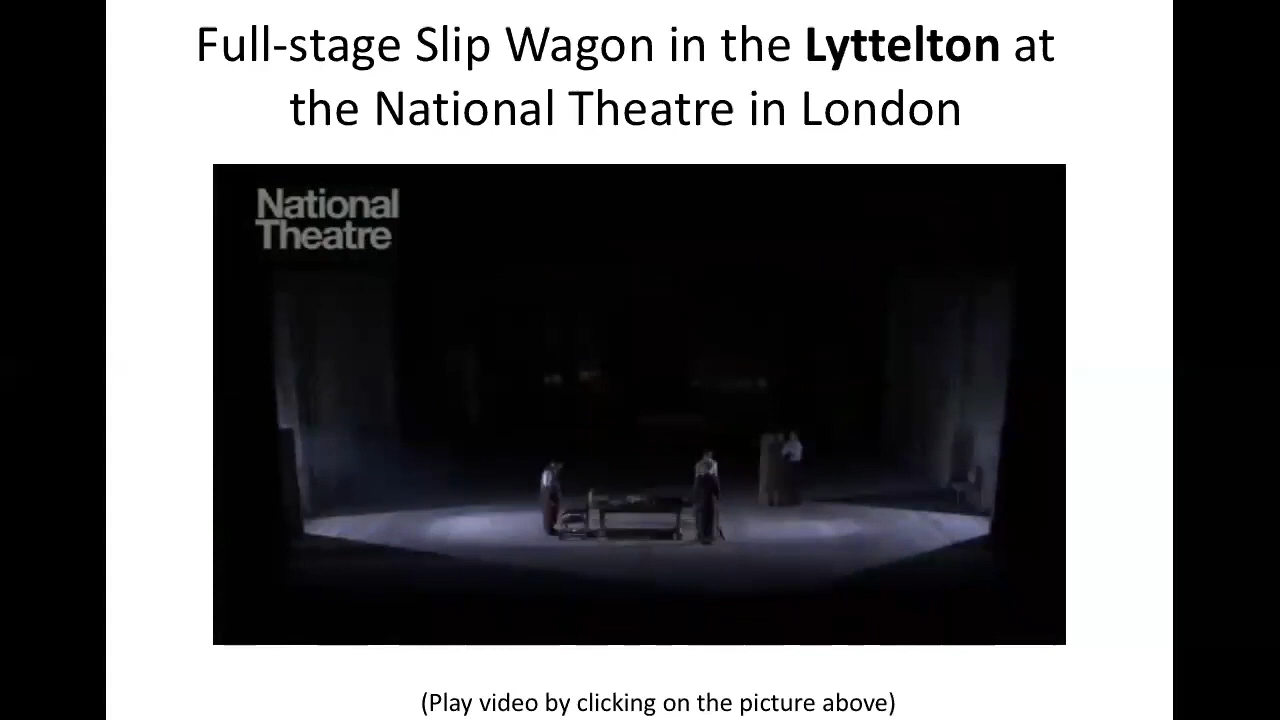 Full-stage Slip Wagon in the Lyttelton at
the National Theatre in London
National
Theatre
(Play video by clicking on the picture above)